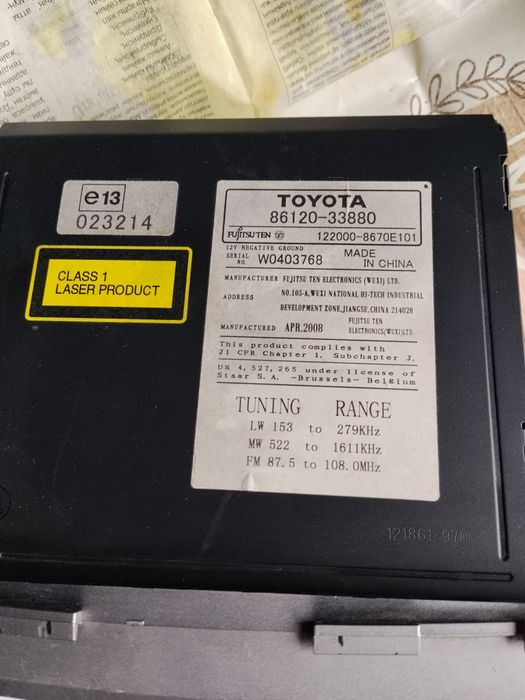 e13
023214
CLASS 1
LASER PRODUCT
TOYOTA
86120-33880
FUJITSU TEN 122000-8670E101
12V NEGATIVE GROUND
SERIAL NO. W0403768
MADE IN CHINA
MANUFACTURER FUJITSU TEN ELECTRONICS (WUXI) LTD.
ADDRESS NO.105-A, WUXI NATIONAL HI-TECH INDUSTRIAL
DEVELOPMENT ZONE, JIANGSU, CHINA 214028
MANUFACTURED APR.2008 FUJITSU TEN
ELECTRONICS(WUXI)LTD.
This product complies with
21 CFR Chapter 1. Subchapter J.
US 4, 527, 265 under license of
Staar S.A. -Brussels- Belgium
TUNING RANGE
LW 153 to 279KHz
MW 522 to 1611KHz
FM 87.5 to 108.0MHz
121861-970